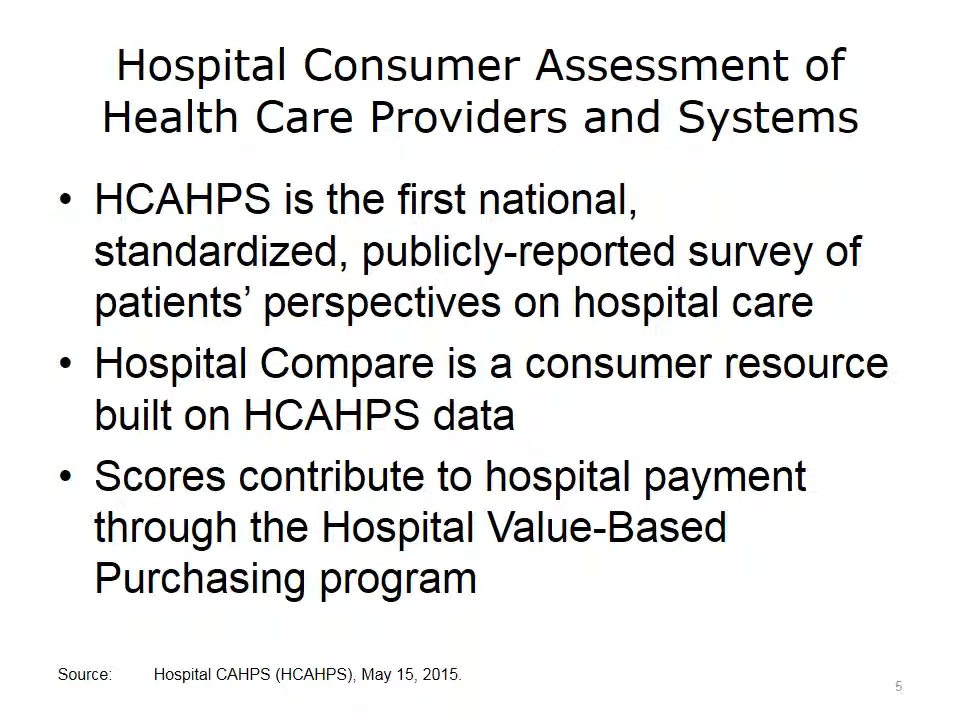 Hospital Consumer Assessment of
Health Care Providers and Systems
• HCAHPS is the first national,
standardized, publicly-reported survey of
patients’ perspectives on hospital care
• Hospital Compare is a consumer resource
built on HCAHPS data
• Scores contribute to hospital payment
through the Hospital Value-Based
Purchasing program
Source: Hospital CAHPS (HCAHPS), May 15, 2015.
5